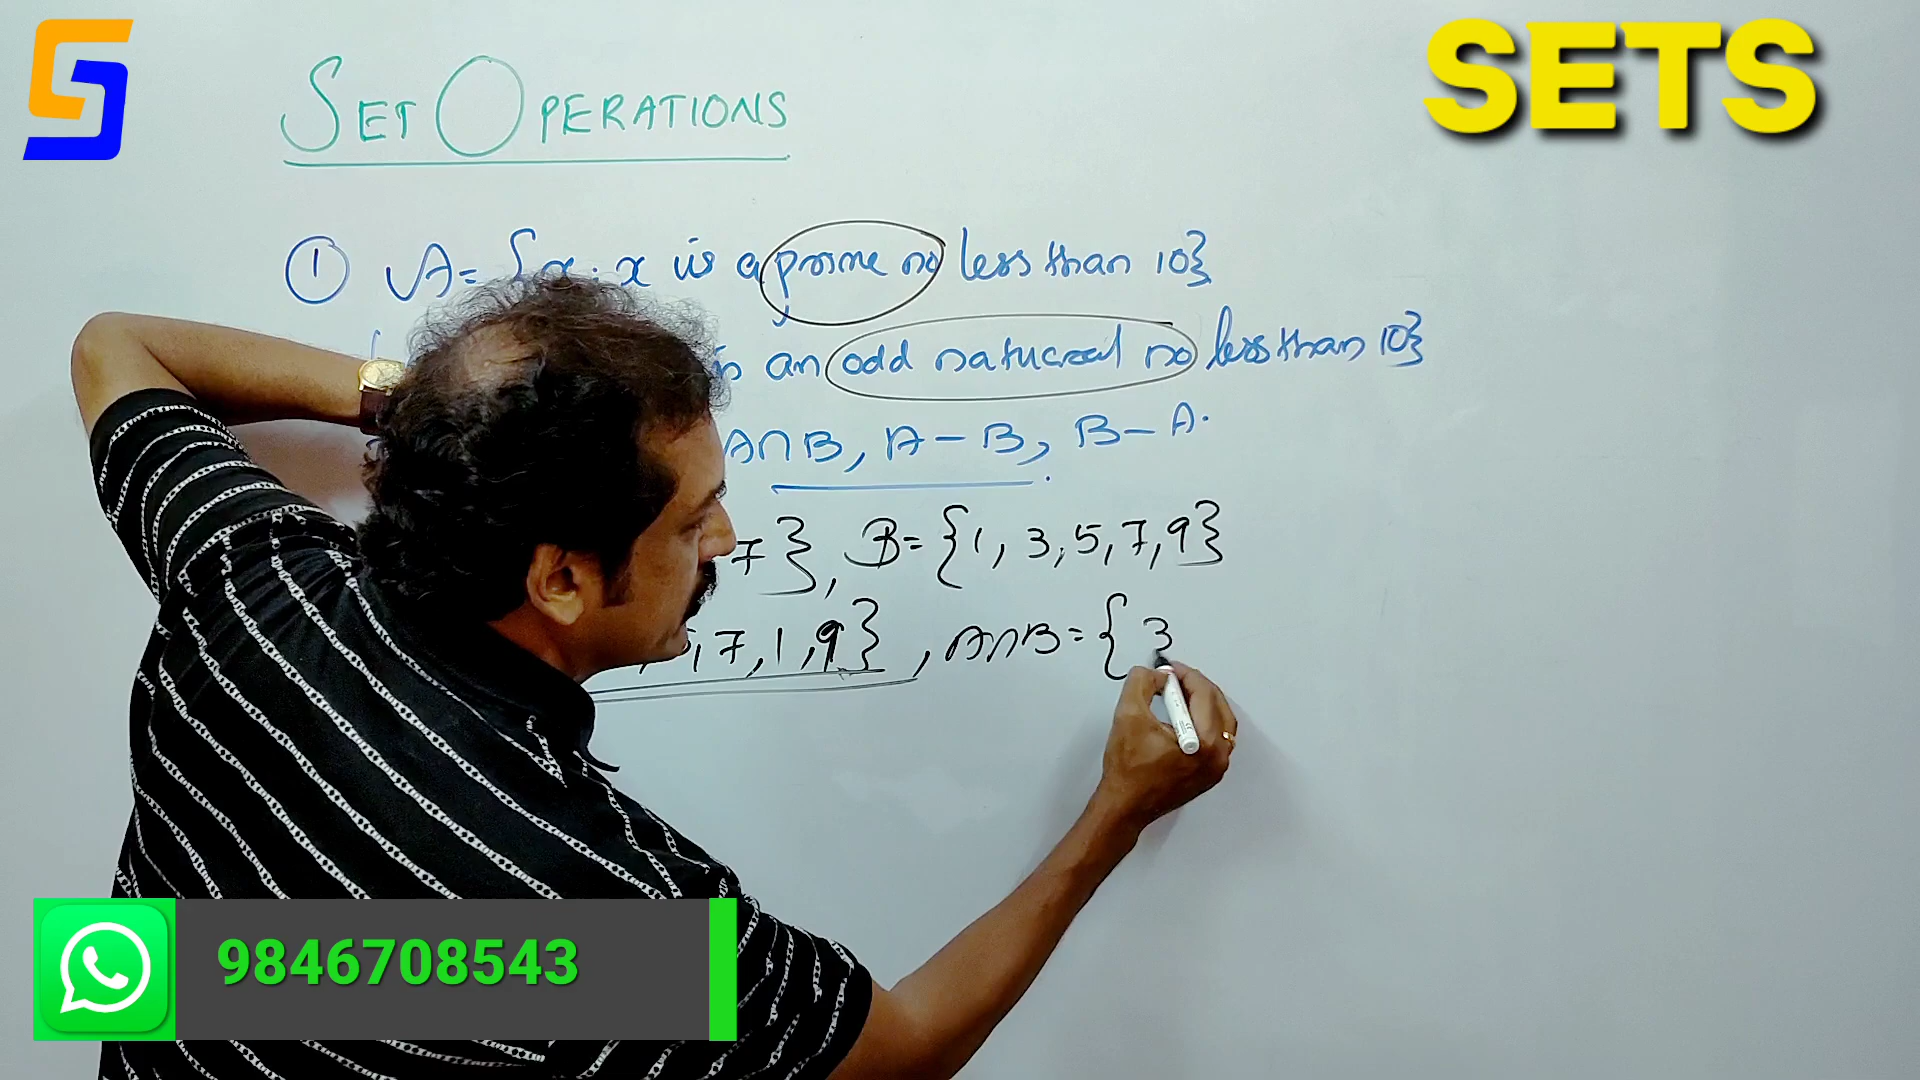 SETS
SET OPERATIONS
① A = { x : x is a prime no less than 10}
an odd natural no less than 10}
A∩B, A – B, B – A.
7}, B = {1, 3, 5, 7, 9}
, 7, 1, 9}, A∩B = { 3
9846708543